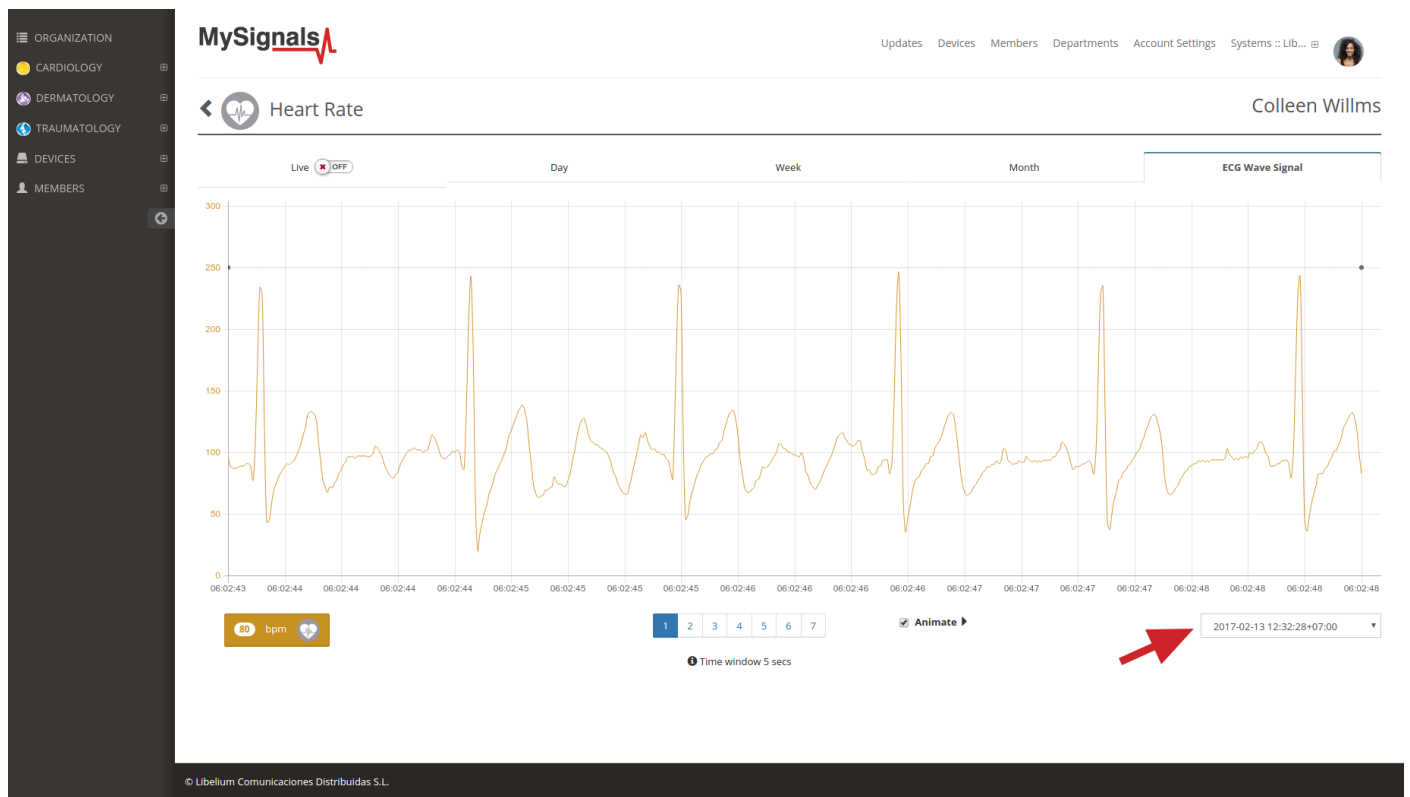 ORGANIZATION
CARDIOLOGY
DERMATOLOGY
TRAUMATOLOGY
DEVICES
MEMBERS
MySignals
Updates Devices Members Departments Account Settings Systems :: Lib...
Heart Rate
Colleen Willms
Live OFF Day Week Month ECG Wave Signal
300
250
200
150
100
50
0
06:02:43 06:02:44 06:02:44 06:02:44 06:02:44 06:02:45 06:02:45 06:02:45 06:02:45 06:02:46 06:02:46 06:02:46 06:02:46 06:02:47 06:02:47 06:02:47 06:02:47 06:02:48 06:02:48 06:02:48 06:02:48
80 bpm
1 2 3 4 5 6 7
Animate
2017-02-13 12:32:28+07:00
Time window 5 secs
© Libelium Comunicaciones Distribuidas S.L.